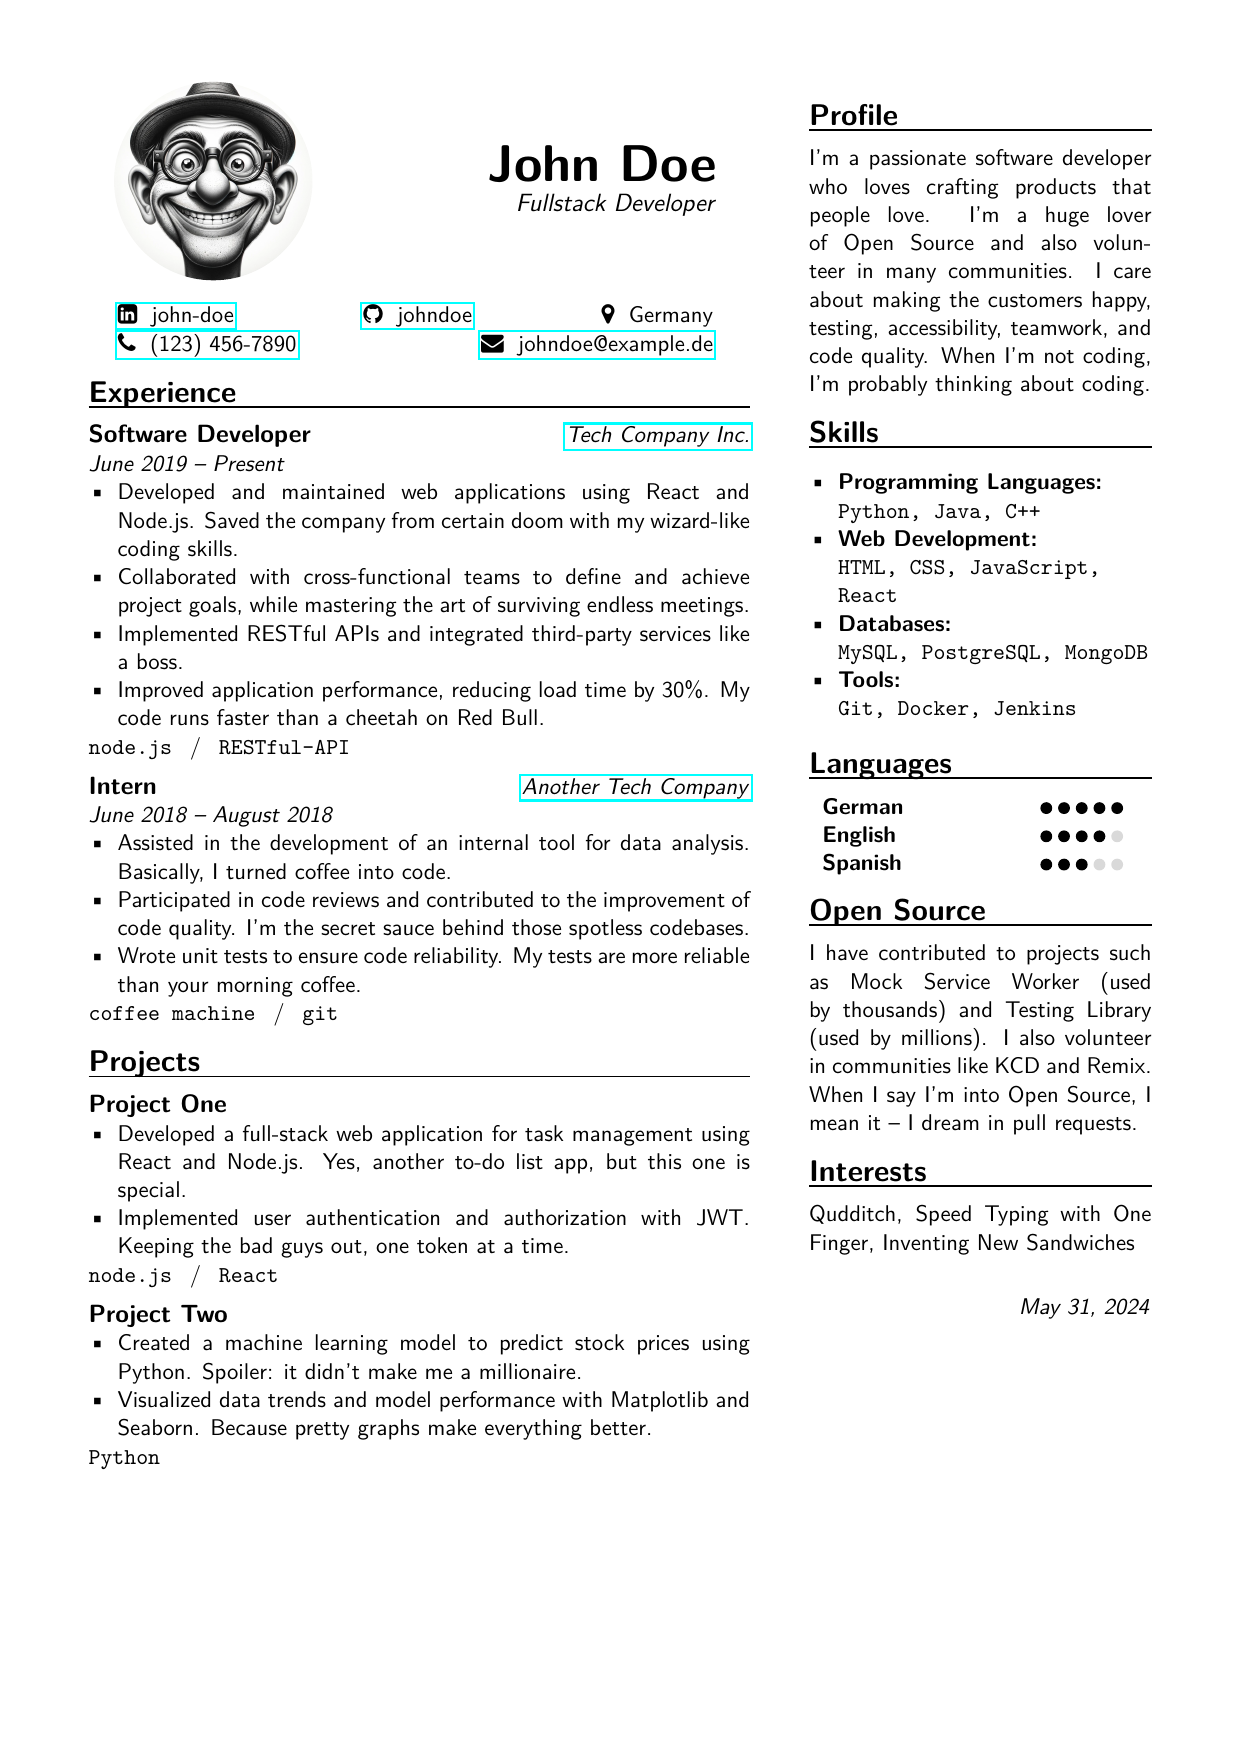 John Doe
Fullstack Developer
john-doe
johndoe
Germany
(123) 456-7890
johndoe@example.de
Experience
Software Developer
Tech Company Inc.
June 2019 – Present
▪ Developed and maintained web applications using React and
Node.js. Saved the company from certain doom with my wizard-like
coding skills.
▪ Collaborated with cross-functional teams to define and achieve
project goals, while mastering the art of surviving endless meetings.
▪ Implemented RESTful APIs and integrated third-party services like
a boss.
▪ Improved application performance, reducing load time by 30%. My
code runs faster than a cheetah on Red Bull.
node.js / RESTful-API
Intern
Another Tech Company
June 2018 – August 2018
▪ Assisted in the development of an internal tool for data analysis.
Basically, I turned coffee into code.
▪ Participated in code reviews and contributed to the improvement of
code quality. I'm the secret sauce behind those spotless codebases.
▪ Wrote unit tests to ensure code reliability. My tests are more reliable
than your morning coffee.
coffee machine / git
Projects
Project One
▪ Developed a full-stack web application for task management using
React and Node.js. Yes, another to-do list app, but this one is
special.
▪ Implemented user authentication and authorization with JWT.
Keeping the bad guys out, one token at a time.
node.js / React
Project Two
▪ Created a machine learning model to predict stock prices using
Python. Spoiler: it didn't make me a millionaire.
▪ Visualized data trends and model performance with Matplotlib and
Seaborn. Because pretty graphs make everything better.
Python
Profile
I'm a passionate software developer
who loves crafting products that
people love. I'm a huge lover
of Open Source and also volun-
teer in many communities. I care
about making the customers happy,
testing, accessibility, teamwork, and
code quality. When I'm not coding,
I'm probably thinking about coding.
Skills
▪ Programming Languages:
Python, Java, C++
▪ Web Development:
HTML, CSS, JavaScript,
React
▪ Databases:
MySQL, PostgreSQL, MongoDB
▪ Tools:
Git, Docker, Jenkins
Languages
German
English
Spanish
Open Source
I have contributed to projects such
as Mock Service Worker (used
by thousands) and Testing Library
(used by millions). I also volunteer
in communities like KCD and Remix.
When I say I'm into Open Source, I
mean it – I dream in pull requests.
Interests
Qudditch, Speed Typing with One
Finger, Inventing New Sandwiches
May 31, 2024